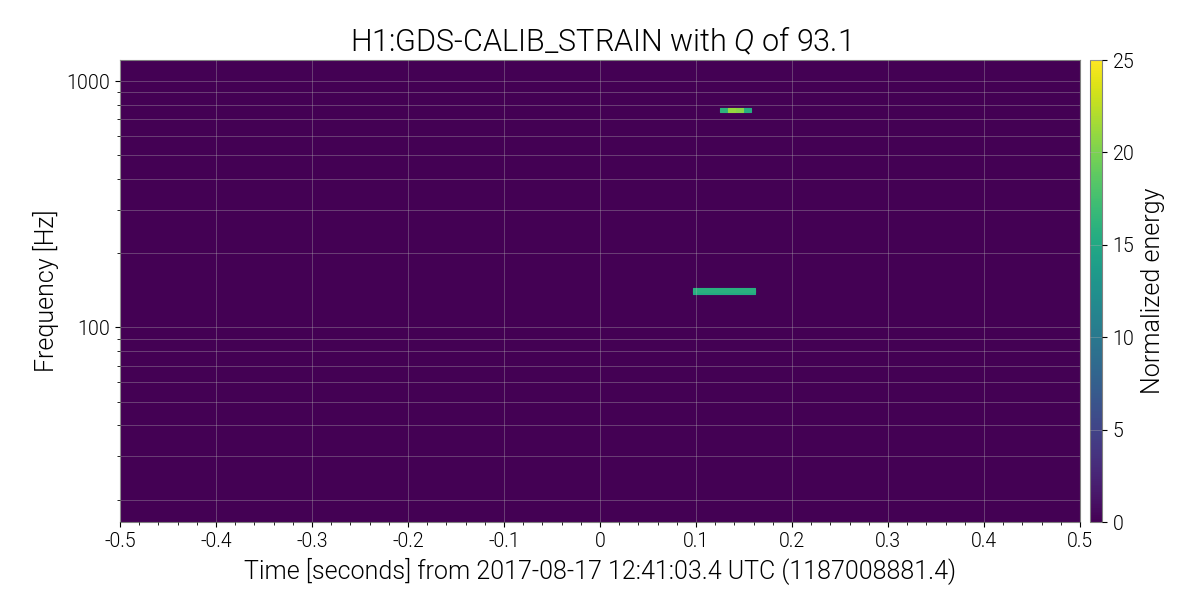 H1:GDS-CALIB_STRAIN with Q of 93.1
1000
100
Frequency [Hz]
-0.5 -0.4 -0.3 -0.2 -0.1 0 0.1 0.2 0.3 0.4 0.5
Time [seconds] from 2017-08-17 12:41:03.4 UTC (1187008881.4)
25
20
15
10
5
0
Normalized energy